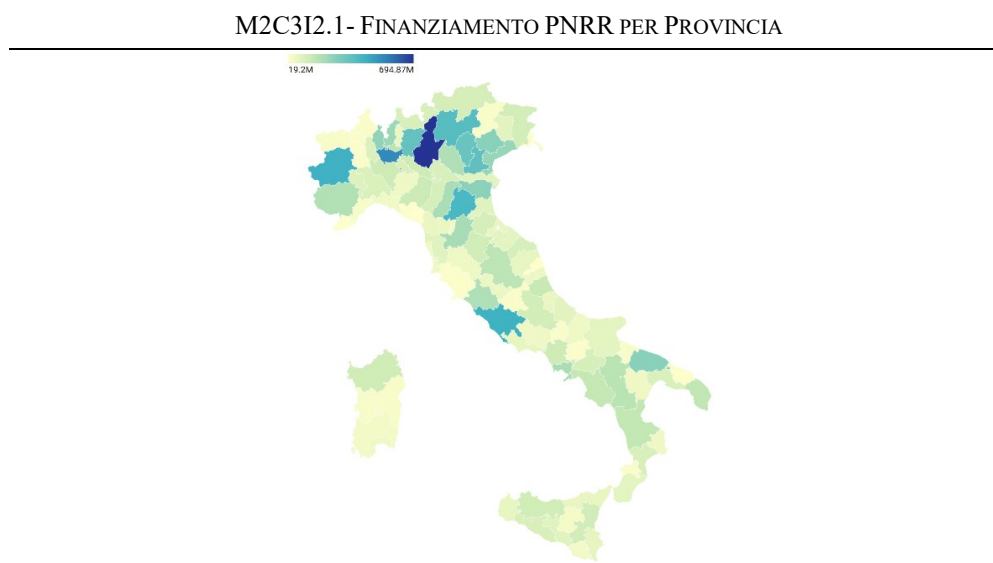 M2C3I2.1- FINANZIAMENTO PNRR PER PROVINCIA
19.2M 694.87M